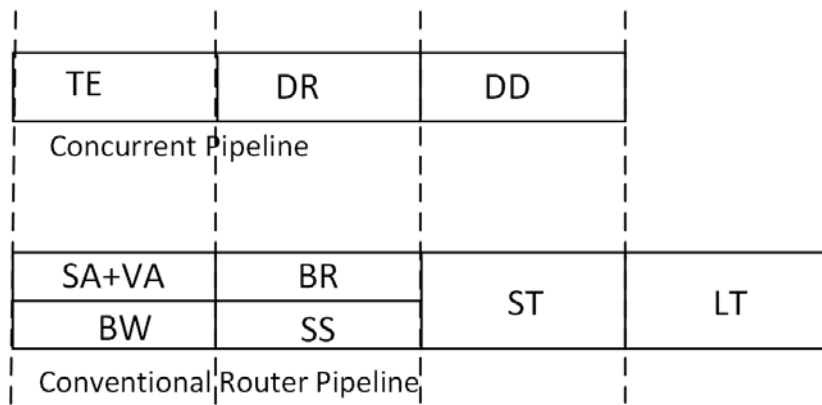 TE DR DD
Concurrent Pipeline
SA+VA BR
ST LT
BW SS
Conventional Router Pipeline